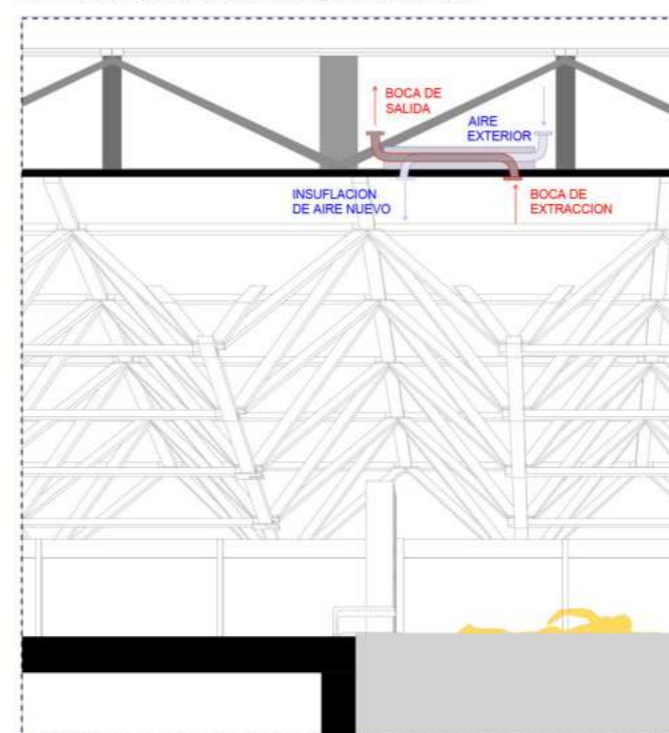 BOCA DE
SALIDA
AIRE
EXTERIOR
INSUFLACION
DE AIRE NUEVO
BOCA DE
EXTRACCION